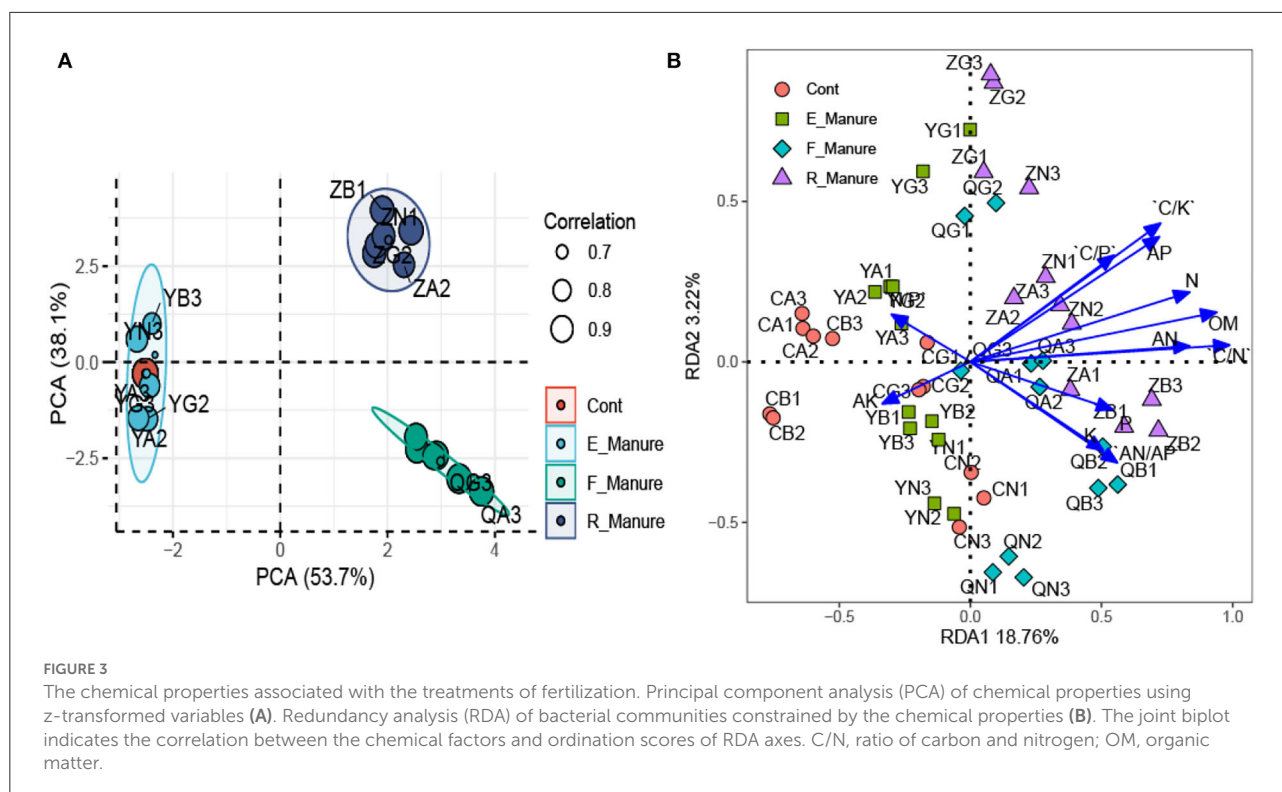 A
ZB1
ZN1
ZG2
ZA2
YB3
YN3
YA3
YG3
YG2
YA2
QG3
QA3
2.5
0.0
−2.5
−2
0
2
4
PCA (38.1%)
PCA (53.7%)
Correlation
0.7
0.8
0.9
Cont
E_Manure
F_Manure
R_Manure
B
Cont
E_Manure
F_Manure
R_Manure
ZG3
ZG2
YG1
ZG1
YG3
ZN3
QG2
QG1
`C/K`
AP
`C/P`
ZN1
YA1
ZA3
N
YA2
YG2
CA3
ZN2
ZA2
OM
CA1
CB3
YA3
CA2
CG1
QG3
QA3
AN
`C/N`
QA1
CG3
CG2
ZA1
QA2
ZB3
AK
CB1
YB1
YB2
ZB1
P
CB2
YB3
YN1
K
ZB2
`AN/AP`
CN2
QB2
QB1
CN1
QB3
YN3
YN2
CN3
QN2
QN1
QN3
0.5
0.0
−0.5
−0.5
0.0
0.5
1.0
RDA2 3.22%
RDA1 18.76%
FIGURE 3
The chemical properties associated with the treatments of fertilization. Principal component analysis (PCA) of chemical properties using
z-transformed variables (A). Redundancy analysis (RDA) of bacterial communities constrained by the chemical properties (B). The joint biplot
indicates the correlation between the chemical factors and ordination scores of RDA axes. C/N, ratio of carbon and nitrogen; OM, organic
matter.